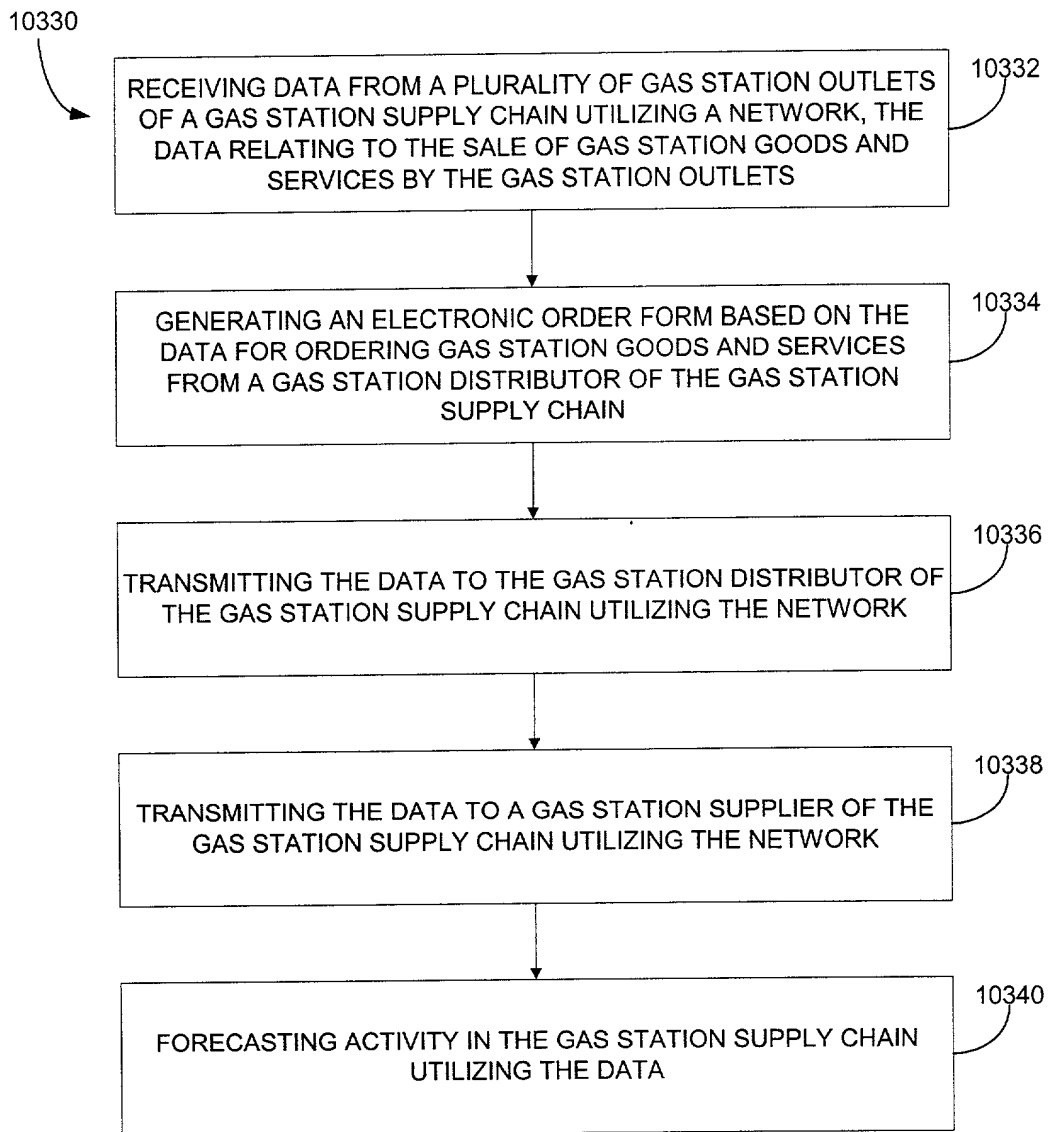 10330
10332
RECEIVING DATA FROM A PLURALITY OF GAS STATION OUTLETS
OF A GAS STATION SUPPLY CHAIN UTILIZING A NETWORK, THE
DATA RELATING TO THE SALE OF GAS STATION GOODS AND
SERVICES BY THE GAS STATION OUTLETS
10334
GENERATING AN ELECTRONIC ORDER FORM BASED ON THE
DATA FOR ORDERING GAS STATION GOODS AND SERVICES
FROM A GAS STATION DISTRIBUTOR OF THE GAS STATION
SUPPLY CHAIN
10336
TRANSMITTING THE DATA TO THE GAS STATION DISTRIBUTOR OF
THE GAS STATION SUPPLY CHAIN UTILIZING THE NETWORK
10338
TRANSMITTING THE DATA TO A GAS STATION SUPPLIER OF THE
GAS STATION SUPPLY CHAIN UTILIZING THE NETWORK
10340
FORECASTING ACTIVITY IN THE GAS STATION SUPPLY CHAIN
UTILIZING THE DATA